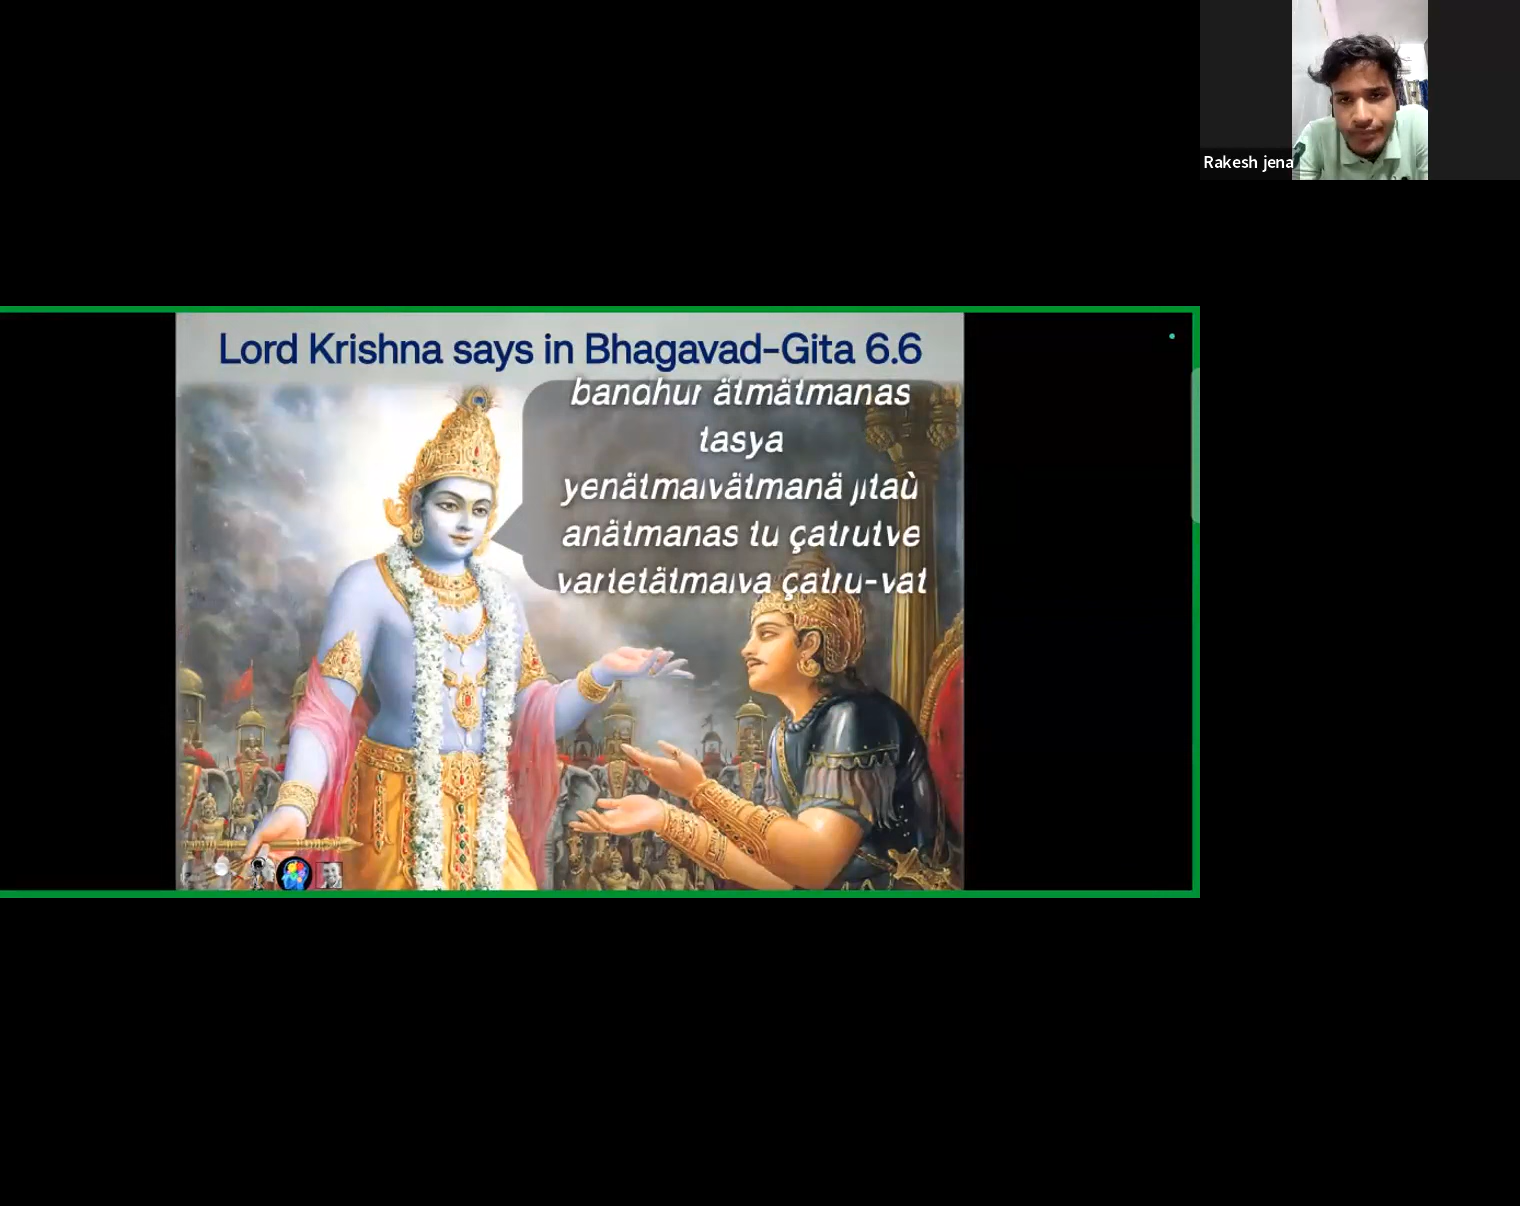 Rakesh jena
Lord Krishna says in Bhagavad-Gita 6.6
bandhur ätmätmanas
tasya
yenätmaivätmanä jitaù
anätmanas tu çatrutve
vartetätmaiva çatru-vat